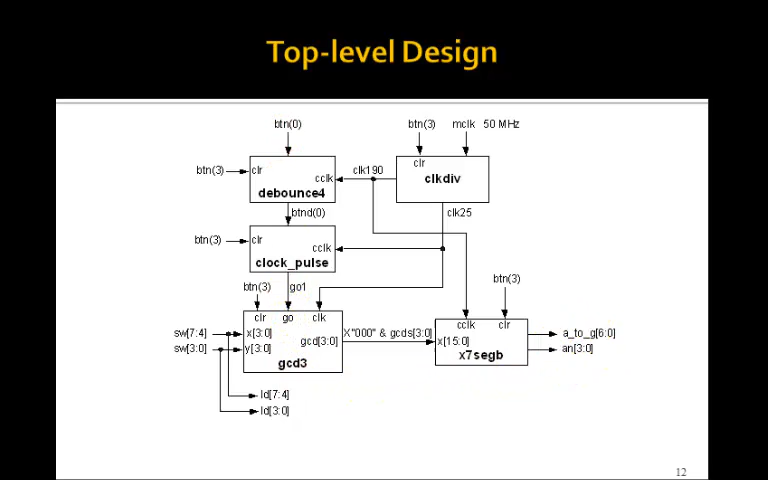 Top-level Design
btn(0)
btn(3)
mclk 50 MHz
btn(3)
clr
cclk
debounce4
clk190
clr
clkdiv
btnd(0)
clk25
btn(3)
clr
cclk
clock_pulse
btn(3)
go1
btn(3)
clr go clk
sw[7:4]
x[3:0]
sw[3:0]
y[3:0]
gcd[3:0]
gcd3
X"000" & gcds[3:0]
cclk clr
x[15:0]
x7segb
a_to_g[6:0]
an[3:0]
ld[7:4]
ld[3:0]
12